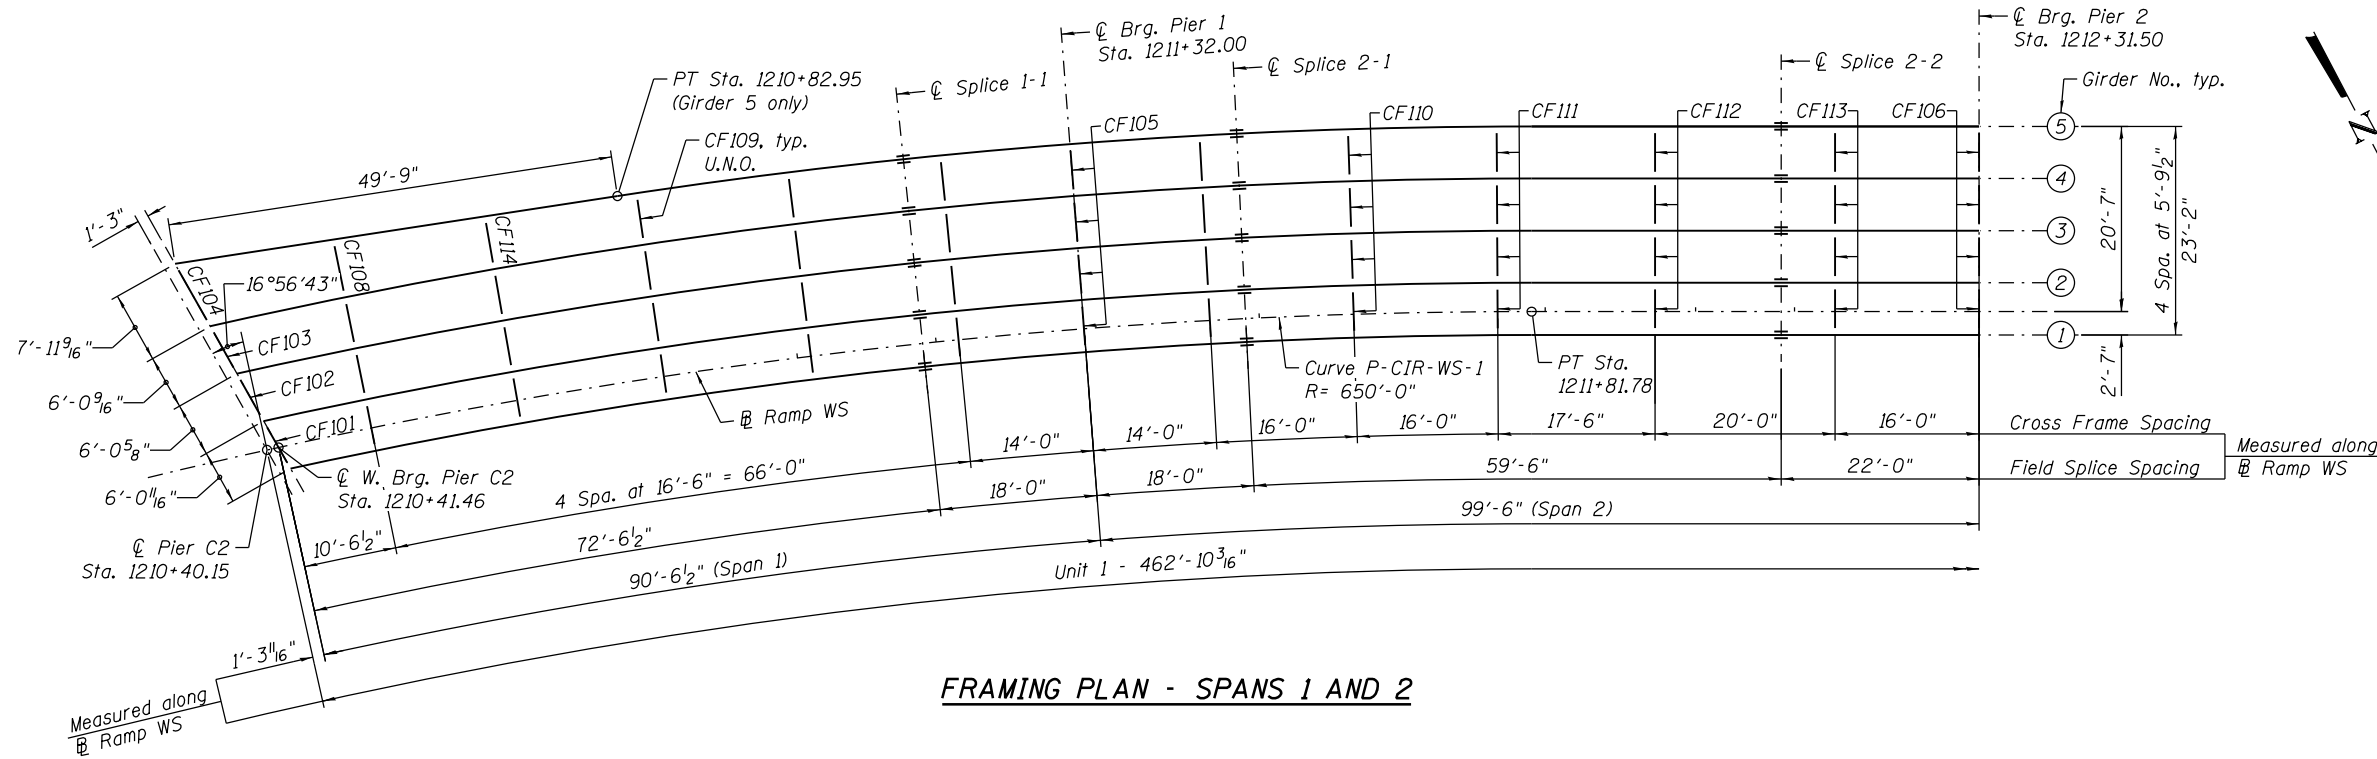 ℄ Brg. Pier 1
Sta. 1211+32.00
℄ Brg. Pier 2
Sta. 1212+31.50
PT Sta. 1210+82.95
(Girder 5 only)
℄ Splice 1-1
℄ Splice 2-1
℄ Splice 2-2
Girder No., typ.
CF109, typ.
U.N.O.
CF105
CF110
CF111
CF112
CF113
CF106
49'-9"
1'-3"
CF104
CF108
CF114
16°56'43"
CF103
CF102
CF101
7'-11 9/16"
6'-0 9/16"
6'-0 5/8"
6'-0 11/16"
5
4
3
2
1
20'-7"
4 Spa. at 5'-9 1/2"
23'-2"
2'-7"
N
PT Sta.
1211+81.78
Curve P-CIR-WS-1
R= 650'-0"
℄ Ramp WS
℄ W. Brg. Pier C2
Sta. 1210+41.46
℄ Pier C2
Sta. 1210+40.15
10'-6 1/2"
4 Spa. at 16'-6" = 66'-0"
14'-0"
14'-0"
16'-0"
16'-0"
17'-6"
20'-0"
16'-0"
Cross Frame Spacing
72'-6 1/2"
18'-0"
18'-0"
59'-6"
22'-0"
Field Splice Spacing
Measured along
℄ Ramp WS
90'-6 1/2" (Span 1)
99'-6" (Span 2)
Unit 1 - 462'-10 3/16"
1'-3 11/16"
Measured along
℄ Ramp WS
FRAMING PLAN - SPANS 1 AND 2